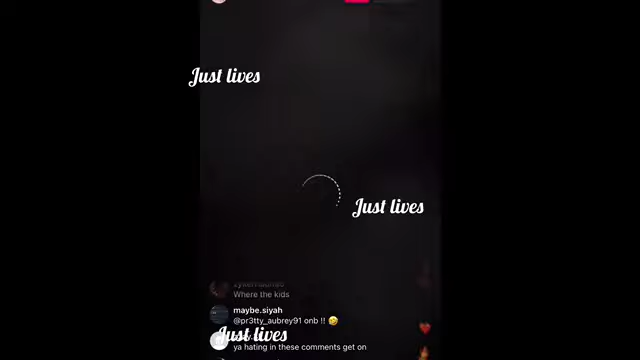 Just lives
Just lives
Where the kids
maybe.siyah
@pr3tty_aubrey91 onb !! 🤣
Just lives
ya hating in these comments get on